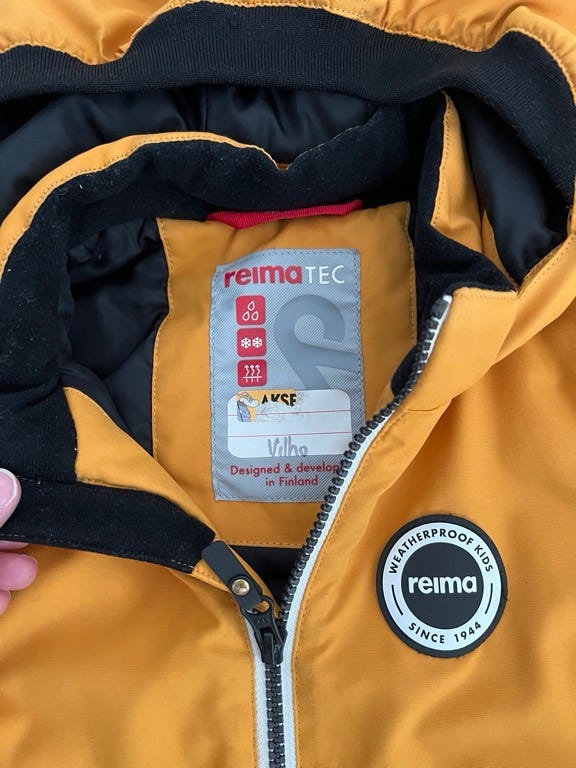 reimaTEC
AKSE
Vilho
Designed & develop
in Finland
WEATHERPROOF KIDS
reima
SINCE 1944